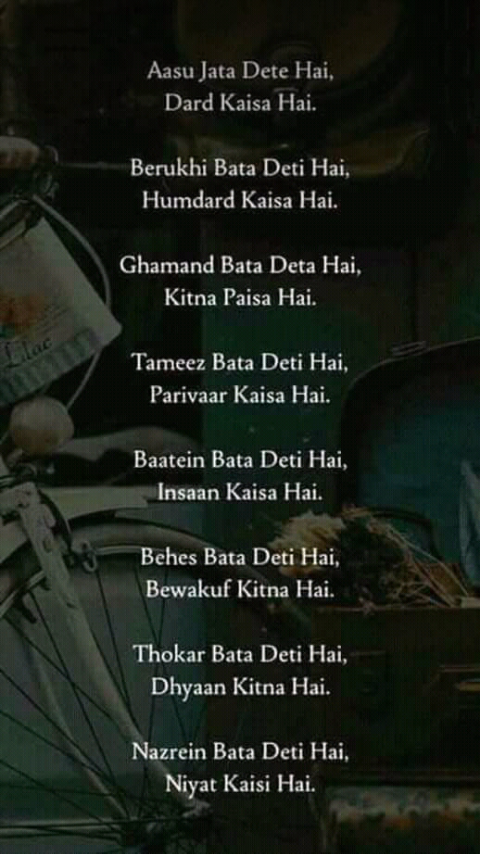 Aasu Jata Dete Hai,
Dard Kaisa Hai.
Berukhi Bata Deti Hai,
Humdard Kaisa Hai.
Ghamand Bata Deta Hai,
Kitna Paisa Hai.
Tameez Bata Deti Hai,
Parivaar Kaisa Hai.
Baatein Bata Deti Hai,
Insaan Kaisa Hai.
Behes Bata Deti Hai,
Bewakuf Kitna Hai.
Thokar Bata Deti Hai,
Dhyaan Kitna Hai.
Nazrein Bata Deti Hai,
Niyat Kaisi Hai.
Lilac